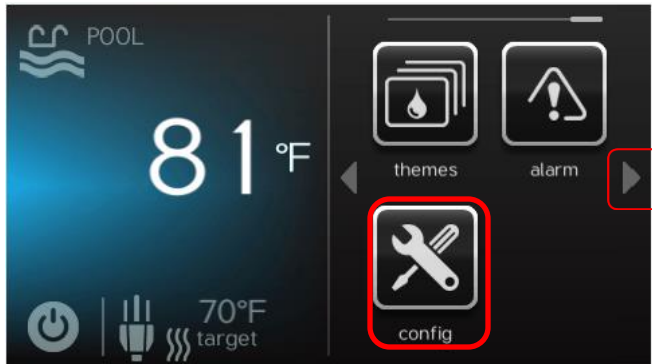 POOL
81°F
themes
alarm
70°F
target
config